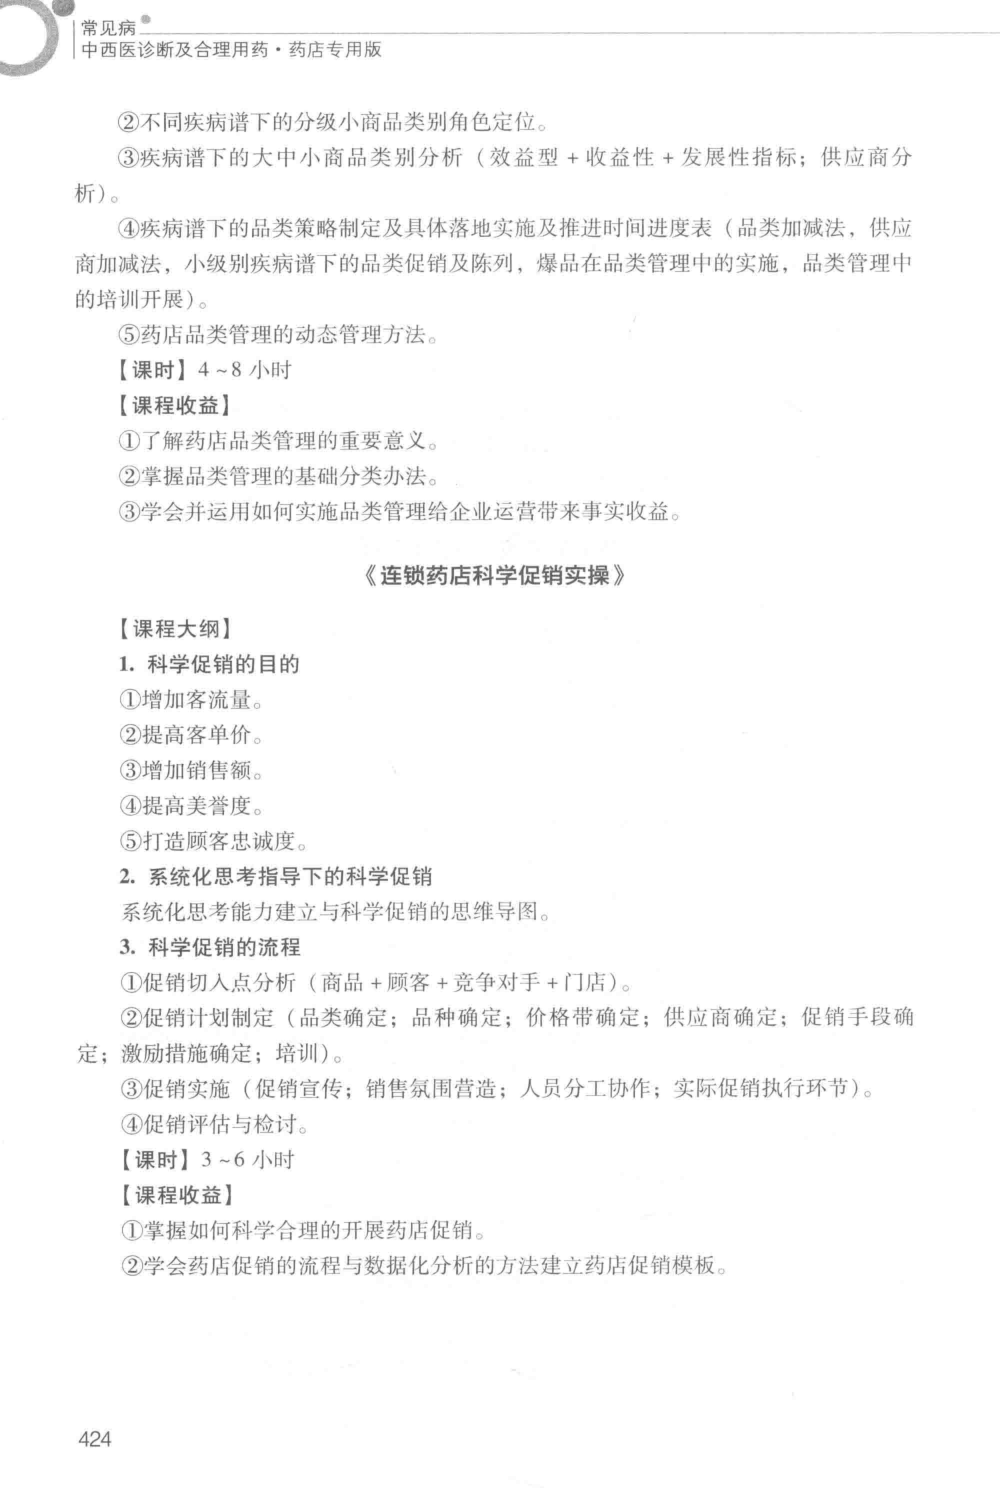 常见病
中西医诊断及合理用药·药店专用版
②不同疾病谱下的分级小商品类别角色定位。
③疾病谱下的大中小商品类别分析（效益型+收益性+发展性指标；供应商分
析）。
④疾病谱下的品类策略制定及具体落地实施及推进时间进度表（品类加减法，供应
商加减法，小级别疾病谱下的品类促销及陈列，爆品在品类管理中的实施，品类管理中
的培训开展）。
⑤药店品类管理的动态管理方法。
【课时】4~8小时
【课程收益】
①了解药店品类管理的重要意义。
②掌握品类管理的基础分类办法。
③学会并运用如何实施品类管理给企业运营带来事实收益。
《连锁药店科学促销实操》
【课程大纲】
1. 科学促销的目的
①增加客流量。
②提高客单价。
③增加销售额。
④提高美誉度。
⑤打造顾客忠诚度。
2. 系统化思考指导下的科学促销
系统化思考能力建立与科学促销的思维导图。
3. 科学促销的流程
①促销切入点分析（商品+顾客+竞争对手+门店）。
②促销计划制定（品类确定；品种确定；价格带确定；供应商确定；促销手段确
定；激励措施确定；培训）。
③促销实施（促销宣传；销售氛围营造；人员分工协作；实际促销执行环节）。
④促销评估与检讨。
【课时】3~6小时
【课程收益】
①掌握如何科学合理的开展药店促销。
②学会药店促销的流程与数据化分析的方法建立药店促销模板。
424